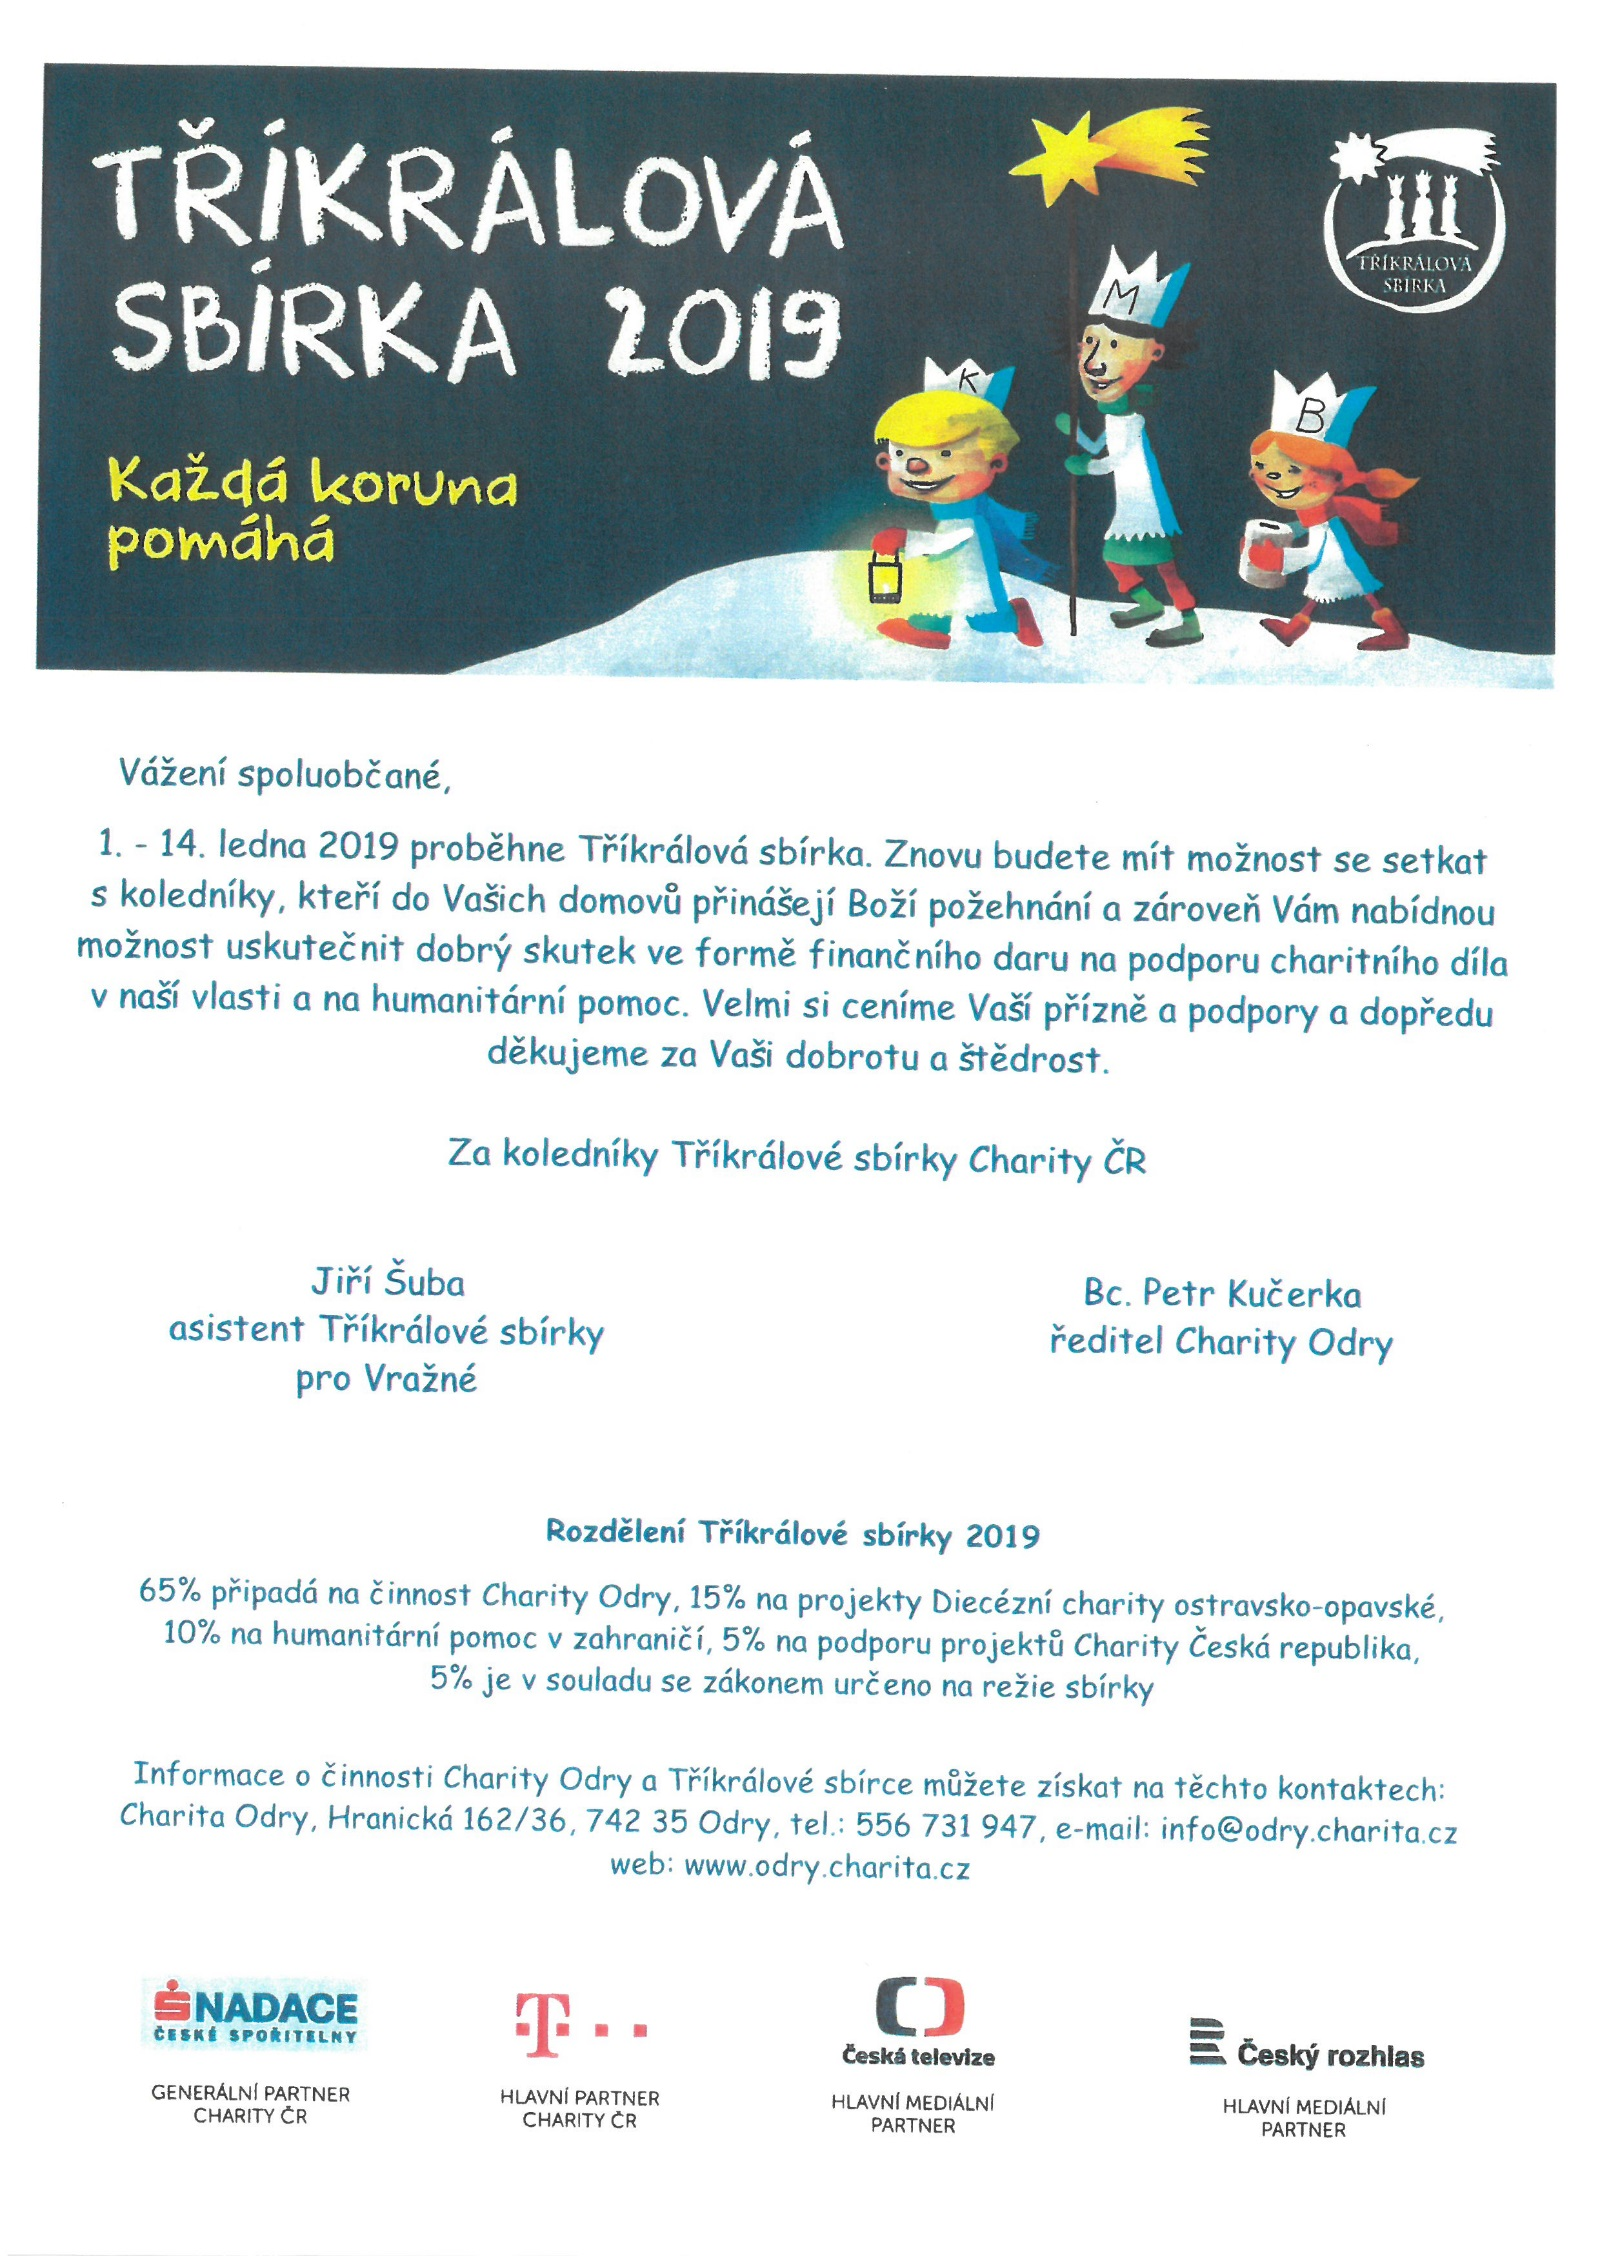 TŘÍKRÁLOVÁ
SBÍRKA 2019
Každá koruna
pomáhá
TŘÍKRÁLOVÁ
SBÍRKA
K
M
B
Vážení spoluobčané,
1. - 14. ledna 2019 proběhne Tříkrálová sbírka. Znovu budete mít možnost se setkat
s koledníky, kteří do Vašich domovů přinášejí Boží požehnání a zároveň Vám nabídnou
možnost uskutečnit dobrý skutek ve formě finančního daru na podporu charitního díla
v naší vlasti a na humanitární pomoc. Velmi si ceníme Vaší přízně a podpory a dopředu
děkujeme za Vaši dobrotu a štědrost.
Za koledníky Tříkrálové sbírky Charity ČR
Jiří Šuba
asistent Tříkrálové sbírky
pro Vražné
Bc. Petr Kučerka
ředitel Charity Odry
Rozdělení Tříkrálové sbírky 2019
65% připadá na činnost Charity Odry, 15% na projekty Diecézní charity ostravsko-opavské,
10% na humanitární pomoc v zahraničí, 5% na podporu projektů Charity Česká republika,
5% je v souladu se zákonem určeno na režie sbírky
Informace o činnosti Charity Odry a Tříkrálové sbírce můžete získat na těchto kontaktech:
Charita Odry, Hranická 162/36, 742 35 Odry, tel.: 556 731 947, e-mail: info@odry.charita.cz
web: www.odry.charita.cz
NADACE
ČESKÉ SPOŘITELNY
GENERÁLNÍ PARTNER
CHARITY ČR
T
HLAVNÍ PARTNER
CHARITY ČR
Česká televize
HLAVNÍ MEDIÁLNÍ
PARTNER
Český rozhlas
HLAVNÍ MEDIÁLNÍ
PARTNER